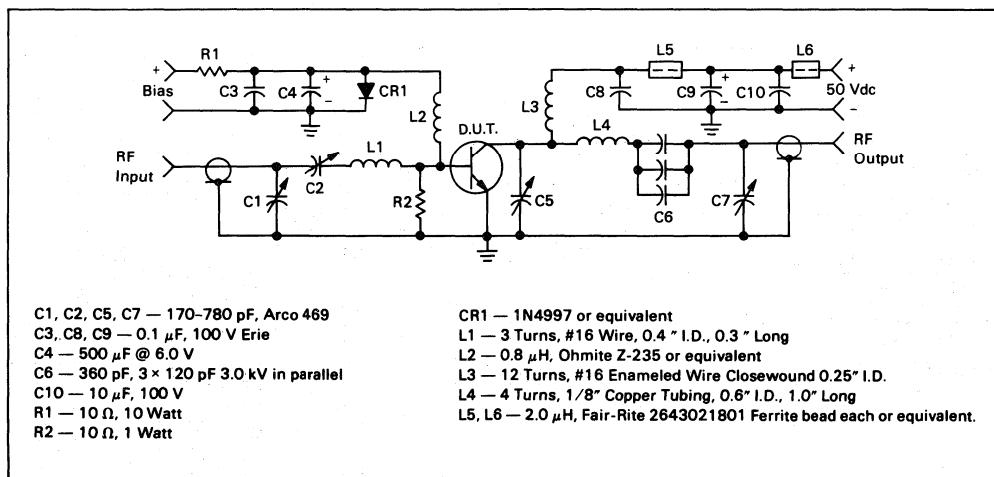 R1
L5
L6
+
Bias
C3
C4
+
−
CR1
L2
L3
C8
C9
+
−
C10
+
50 Vdc
−
D.U.T.
L4
RF
Input
C1
C2
L1
R2
C5
C6
C7
RF
Output
C1, C2, C5, C7 — 170–780 pF, Arco 469
C3, C8, C9 — 0.1 μF, 100 V Erie
C4 — 500 μF @ 6.0 V
C6 — 360 pF, 3 × 120 pF 3.0 kV in parallel
C10 — 10 μF, 100 V
R1 — 10 Ω, 10 Watt
R2 — 10 Ω, 1 Watt
CR1 — 1N4997 or equivalent
L1 — 3 Turns, #16 Wire, 0.4 ″ I.D., 0.3 ″ Long
L2 — 0.8 μH, Ohmite Z-235 or equivalent
L3 — 12 Turns, #16 Enameled Wire Closewound 0.25″ I.D.
L4 — 4 Turns, 1/8″ Copper Tubing, 0.6″ I.D., 1.0″ Long
L5, L6 — 2.0 μH, Fair-Rite 2643021801 Ferrite bead each or equivalent.